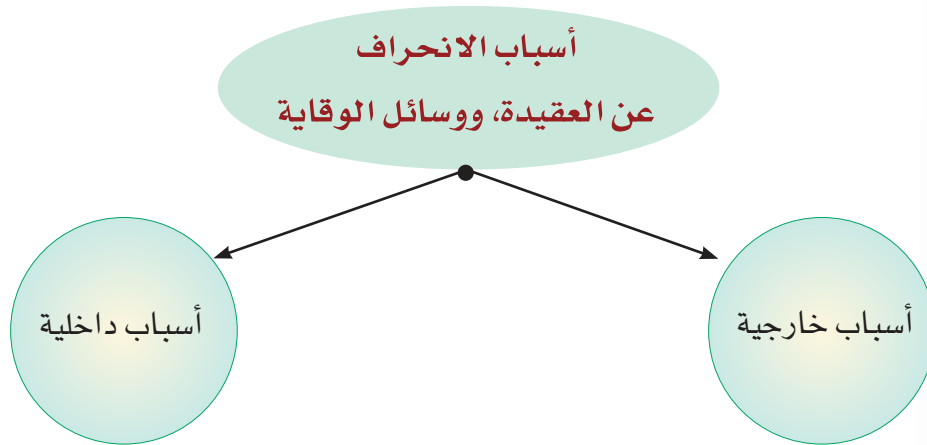 أسباب الانحراف
عن العقيدة، ووسائل الوقاية
أسباب خارجية
أسباب داخلية